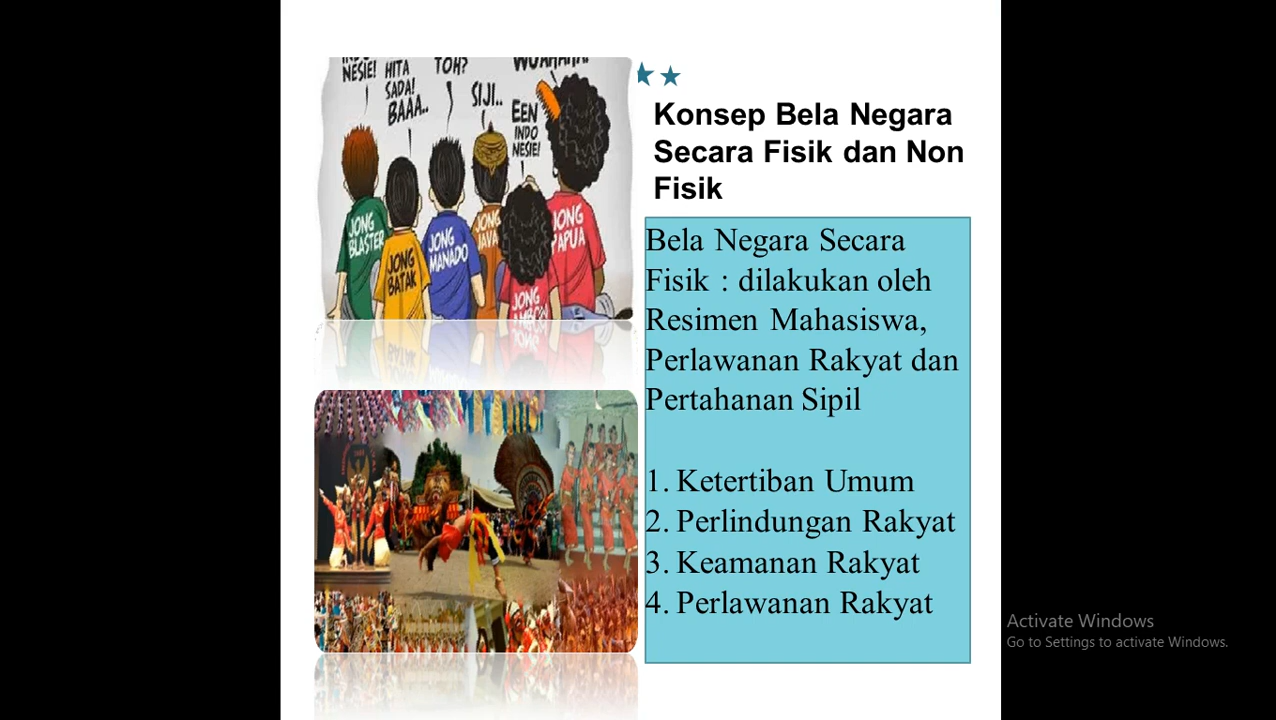 NESIE!
HITA
SADA!
BAAA..
TOH?
SIJI..
EEN
INDO
NESIE!
JONG
BLASTER
JONG
BATAK
JONG
MANADO
JONG
JAVA
JONG
JONG
PAPUA
Konsep Bela Negara
Secara Fisik dan Non
Fisik
Bela Negara Secara
Fisik : dilakukan oleh
Resimen Mahasiswa,
Perlawanan Rakyat dan
Pertahanan Sipil
1. Ketertiban Umum
2. Perlindungan Rakyat
3. Keamanan Rakyat
4. Perlawanan Rakyat
Activate Windows
Go to Settings to activate Windows.